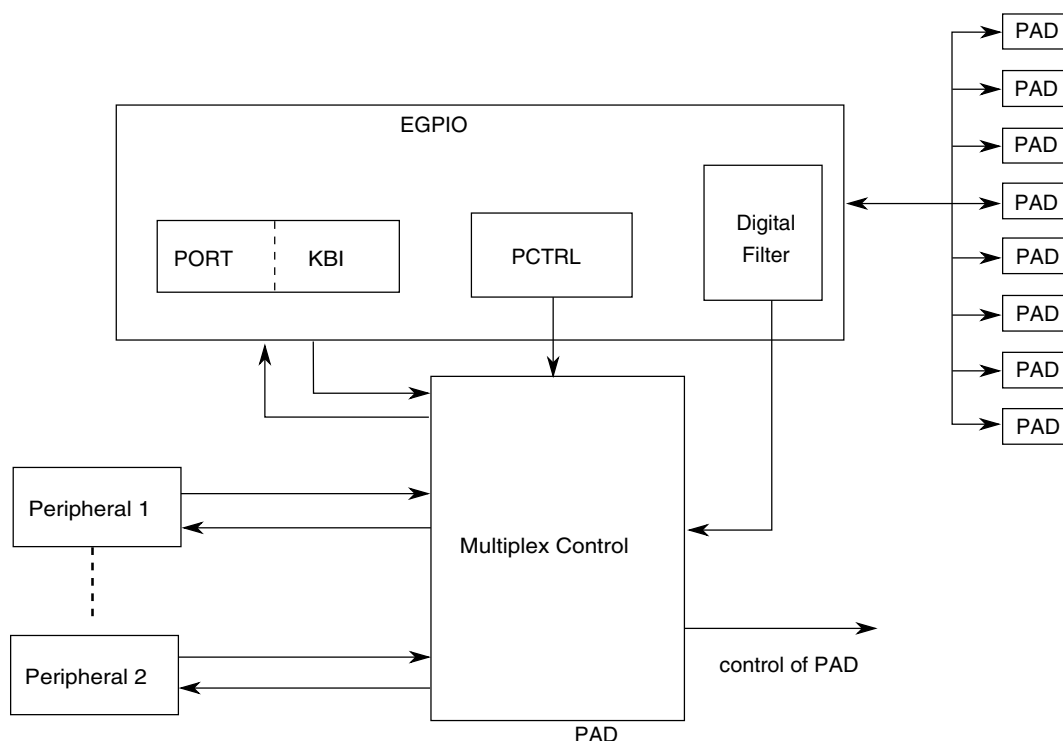 PAD
PAD
EGPIO
PAD
PAD
PORT
KBI
PCTRL
Digital
Filter
PAD
PAD
PAD
PAD
Peripheral 1
Multiplex Control
Peripheral 2
control of PAD
PAD